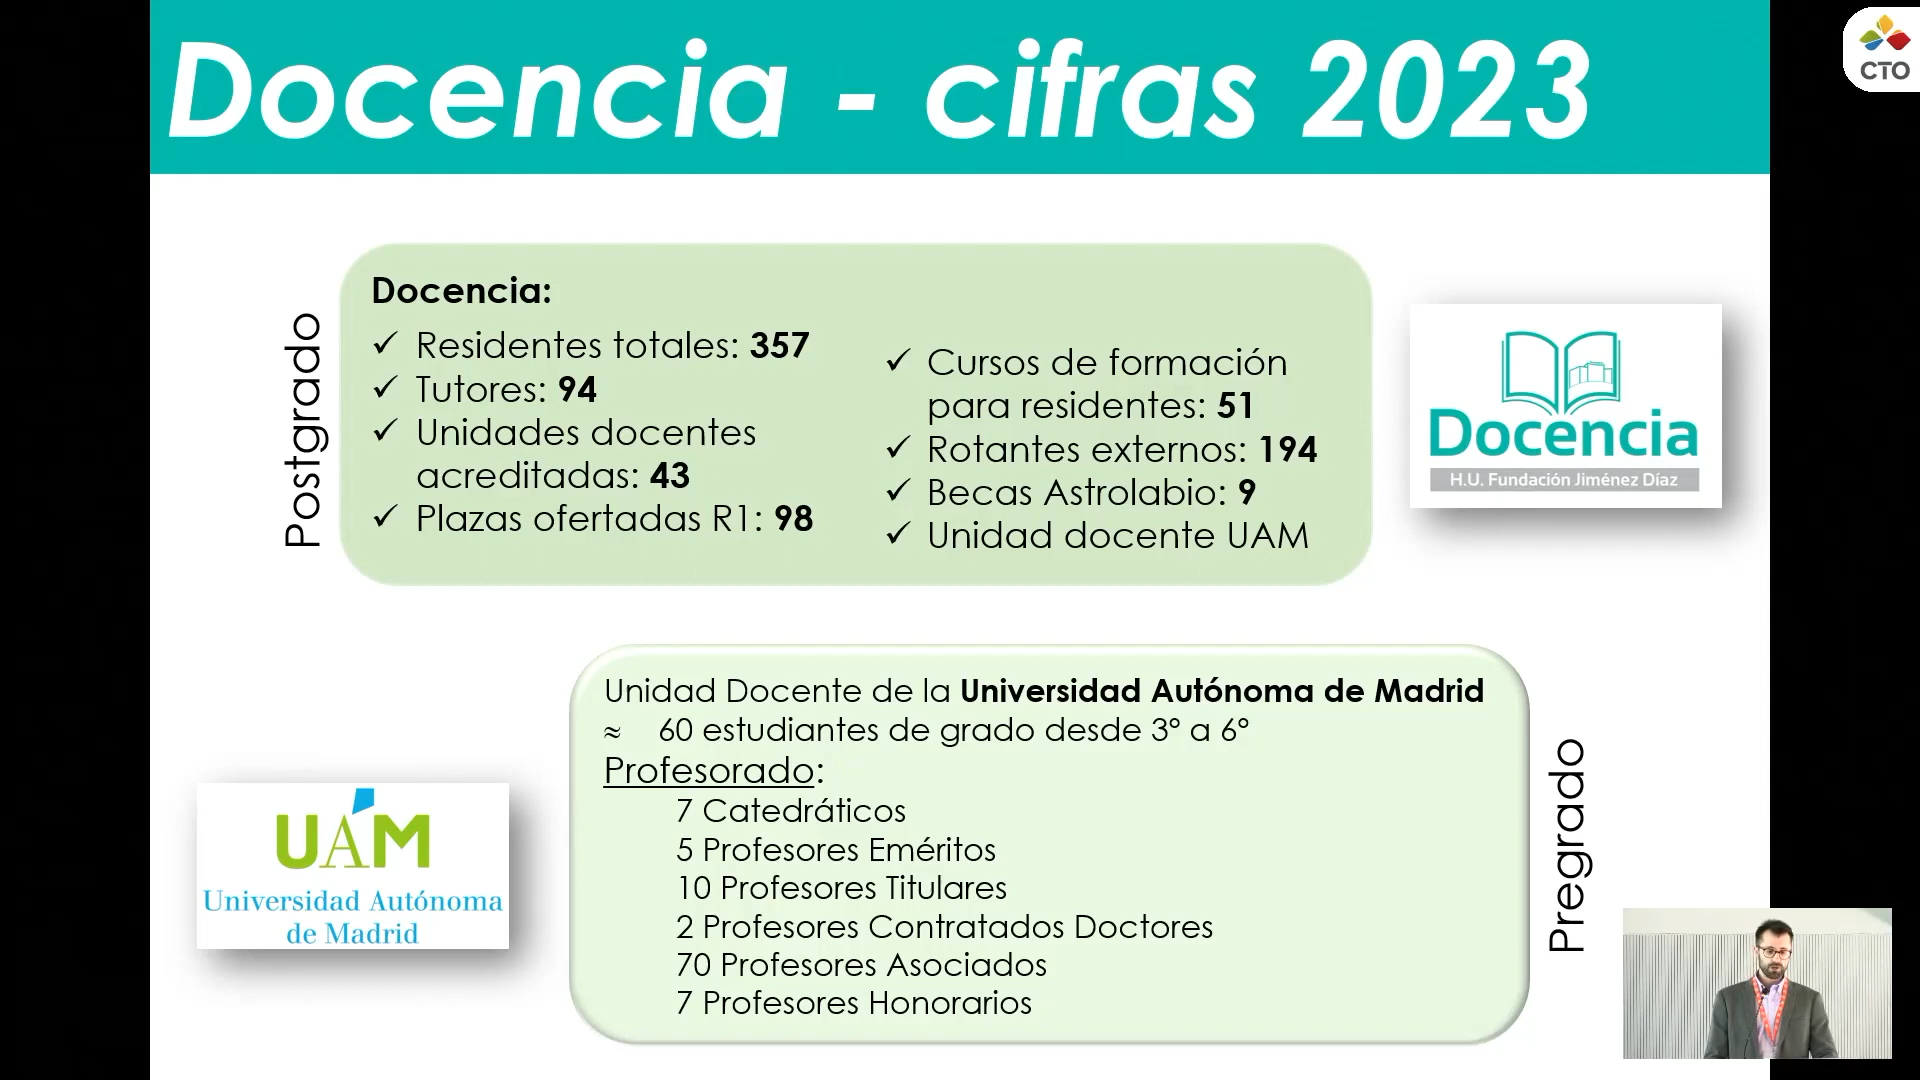 Docencia - cifras 2023
CTO
Postgrado
Docencia:
✓ Residentes totales: 357
✓ Tutores: 94
✓ Unidades docentes
acreditadas: 43
✓ Plazas ofertadas R1: 98
✓ Cursos de formación
para residentes: 51
✓ Rotantes externos: 194
✓ Becas Astrolabio: 9
✓ Unidad docente UAM
Docencia
H.U. Fundación Jiménez Díaz
Unidad Docente de la Universidad Autónoma de Madrid
≈ 60 estudiantes de grado desde 3º a 6º
Profesorado:
7 Catedráticos
5 Profesores Eméritos
10 Profesores Titulares
2 Profesores Contratados Doctores
70 Profesores Asociados
7 Profesores Honorarios
Pregrado
UAM
Universidad Autónoma
de Madrid